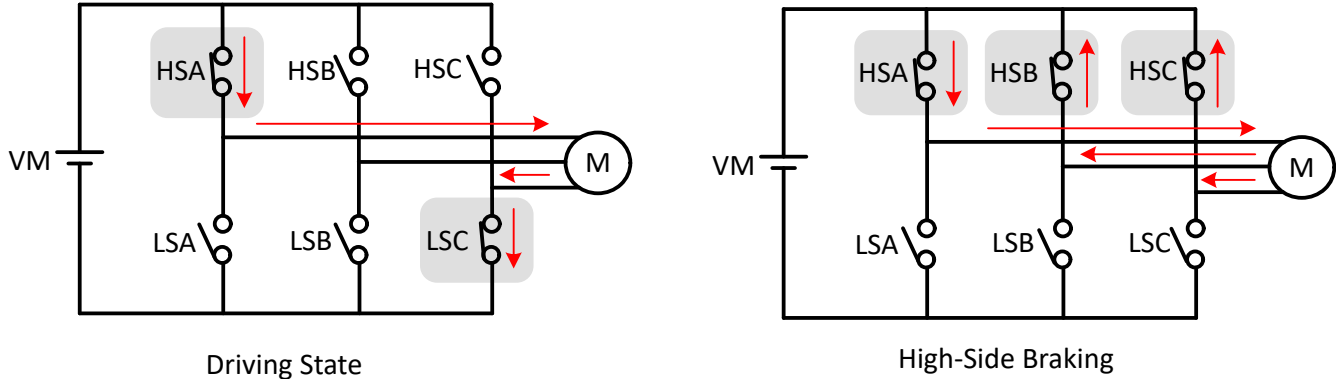 HSA HSB HSC
VM M
LSA LSB LSC
Driving State
HSA HSB HSC
VM M
LSA LSB LSC
High-Side Braking